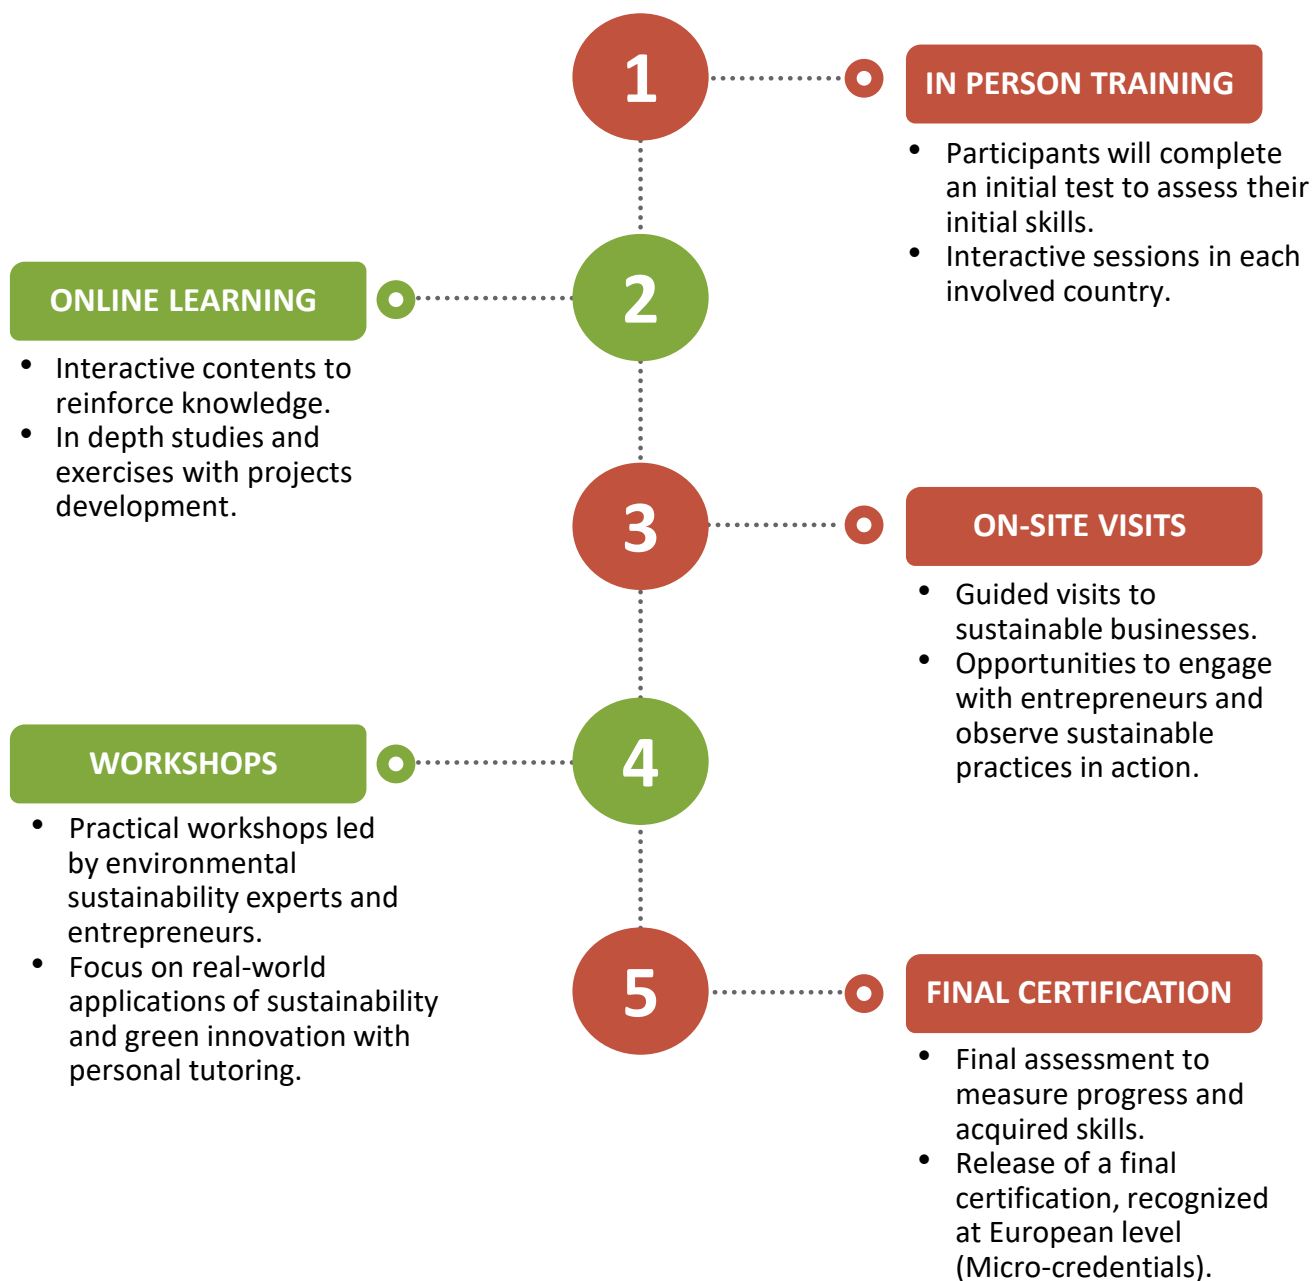 1
IN PERSON TRAINING
• Participants will complete
an initial test to assess their
initial skills.
• Interactive sessions in each
involved country.
2
ONLINE LEARNING
• Interactive contents to
reinforce knowledge.
• In depth studies and
exercises with projects
development.
3
ON-SITE VISITS
• Guided visits to
sustainable businesses.
• Opportunities to engage
with entrepreneurs and
observe sustainable
practices in action.
4
WORKSHOPS
• Practical workshops led
by environmental
sustainability experts and
entrepreneurs.
• Focus on real-world
applications of sustainability
and green innovation with
personal tutoring.
5
FINAL CERTIFICATION
• Final assessment to
measure progress and
acquired skills.
• Release of a final
certification, recognized
at European level
(Micro-credentials).